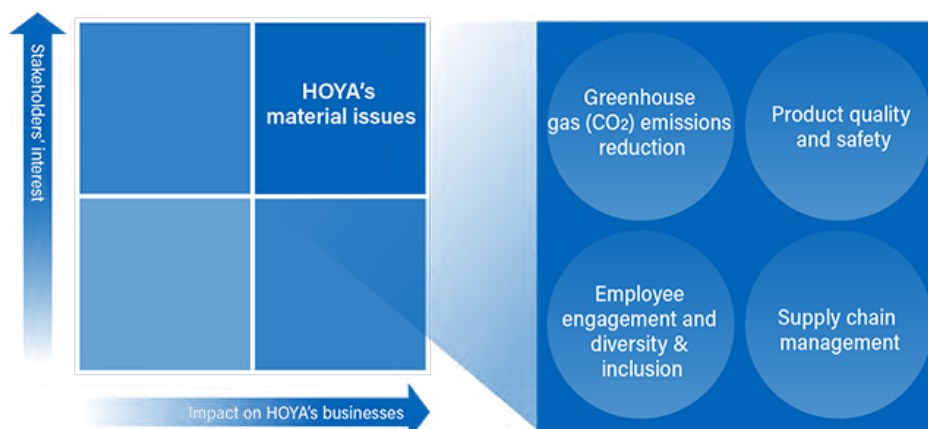 Stakeholders' interest
HOYA's
material issues
Impact on HOYA's businesses
Greenhouse
gas (CO₂) emissions
reduction
Product quality
and safety
Employee
engagement and
diversity &
inclusion
Supply chain
management